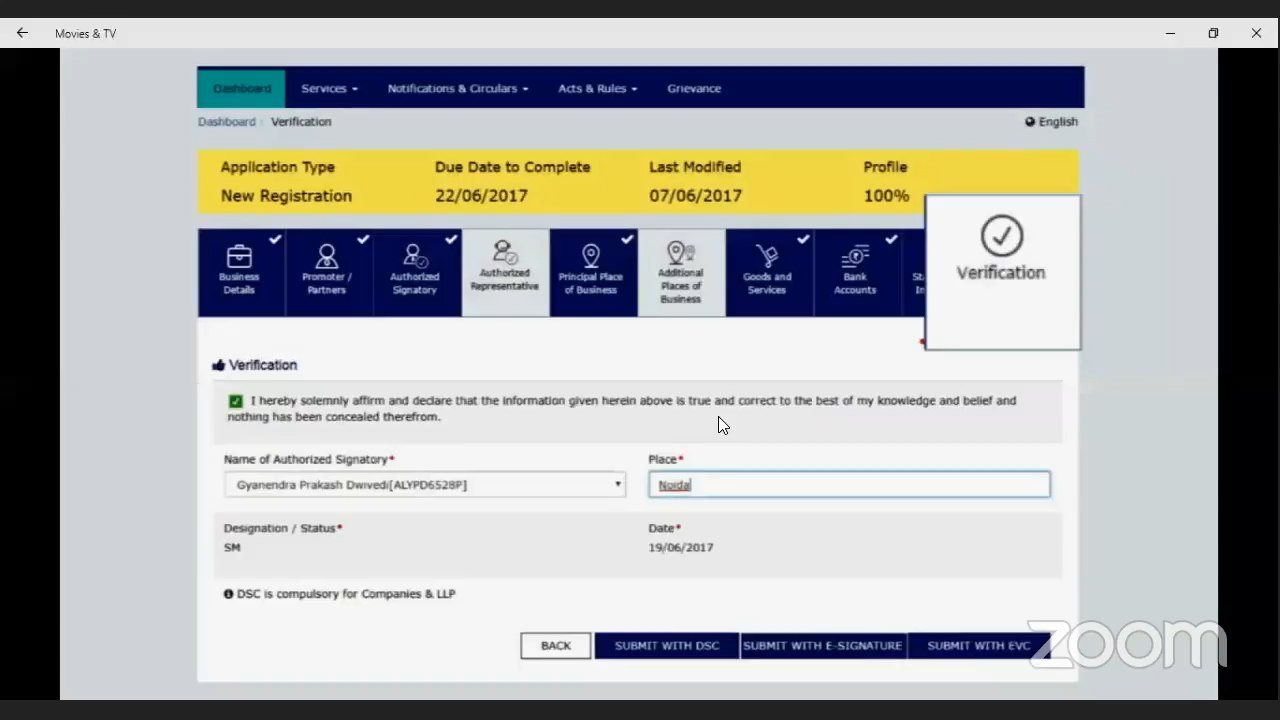 Movies & TV
Dashboard Services Notifications & Circulars Acts & Rules Grievance
Dashboard Verification English
Application Type Due Date to Complete Last Modified Profile
New Registration 22/06/2017 07/06/2017 100%
Business Details
Promoter / Partners
Authorized Signatory
Authorized Representative
Principal Place of Business
Additional Places of Business
Goods and Services
Bank Accounts
Verification
Verification
I hereby solemnly affirm and declare that the information given herein above is true and correct to the best of my knowledge and belief and
nothing has been concealed therefrom.
Name of Authorized Signatory* Place*
Gyanendra Prakash Dwivedi[ALYPD6528P] Noida
Designation / Status* Date*
SM 19/06/2017
DSC is compulsory for Companies & LLP
BACK SUBMIT WITH DSC SUBMIT WITH E-SIGNATURE SUBMIT WITH EVC
zoom